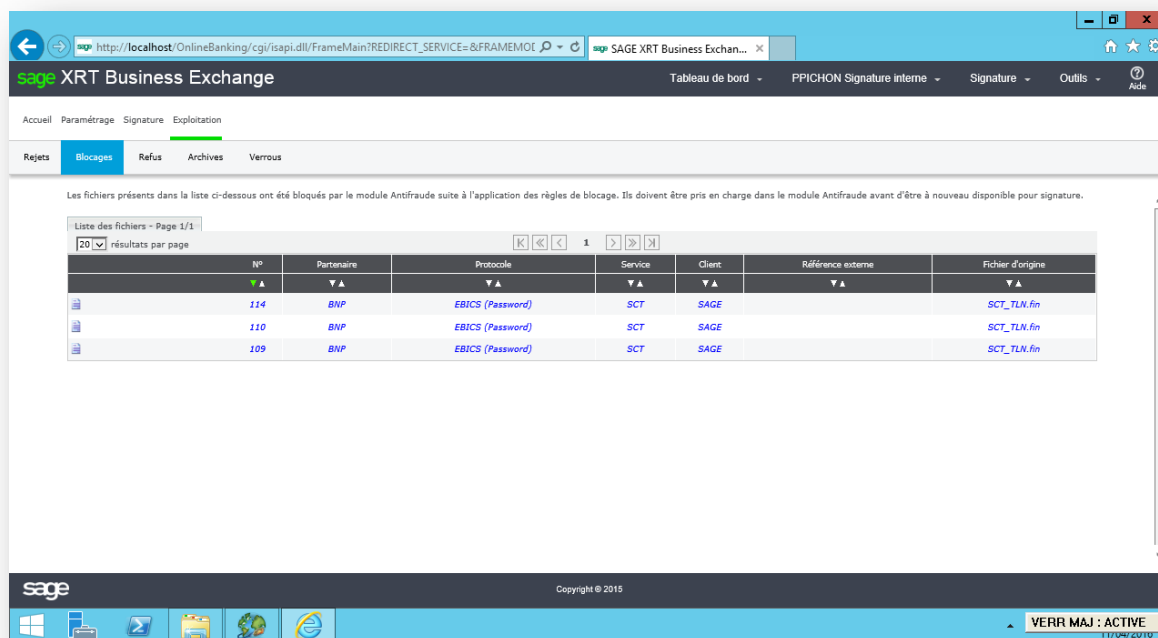 http://localhost/OnlineBanking/cgi/isapi.dll/FrameMain?REDIRECT_SERVICE=&FRAMEMOD
sage SAGE XRT Business Exchan...
sage XRT Business Exchange
Tableau de bord PPICHON Signature interne Signature Outils Aide
Accueil Paramétrage Signature Exploitation
Rejets Blocages Refus Archives Verrous
Les fichiers présents dans la liste ci-dessous ont été bloqués par le module Antifraude suite à l'application des règles de blocage. Ils doivent être pris en charge dans le module Antifraude avant d'être à nouveau disponible pour signature.
Liste des fichiers - Page 1/1
20 résultats par page 1
N° Partenaire Protocole Service Client Référence externe Fichier d'origine
114 BNP EBICS (Password) SCT SAGE SCT_TLN.fin
110 BNP EBICS (Password) SCT SAGE SCT_TLN.fin
109 BNP EBICS (Password) SCT SAGE SCT_TLN.fin
sage Copyright © 2015
VERR MAJ : ACTIVE